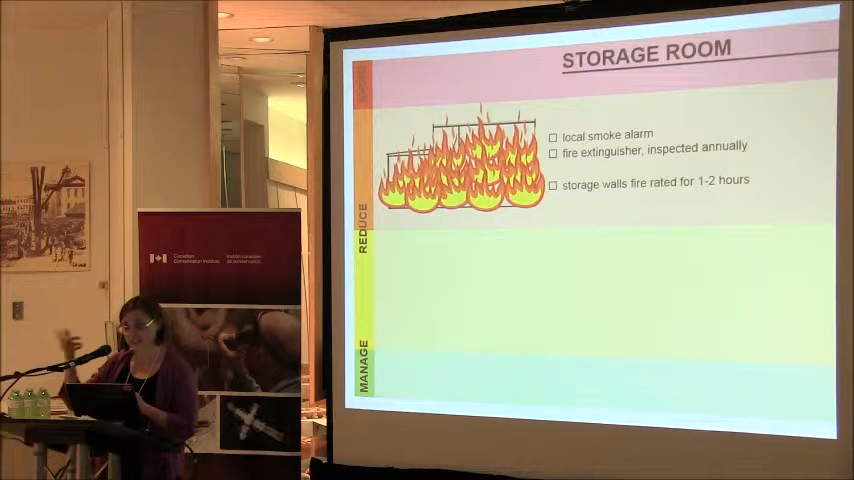 STORAGE ROOM
local smoke alarm
fire extinguisher, inspected annually
storage walls fire rated for 1-2 hours
REDUCE
MANAGE
Canadian
Conservation Institute
Institut canadien
de conservation